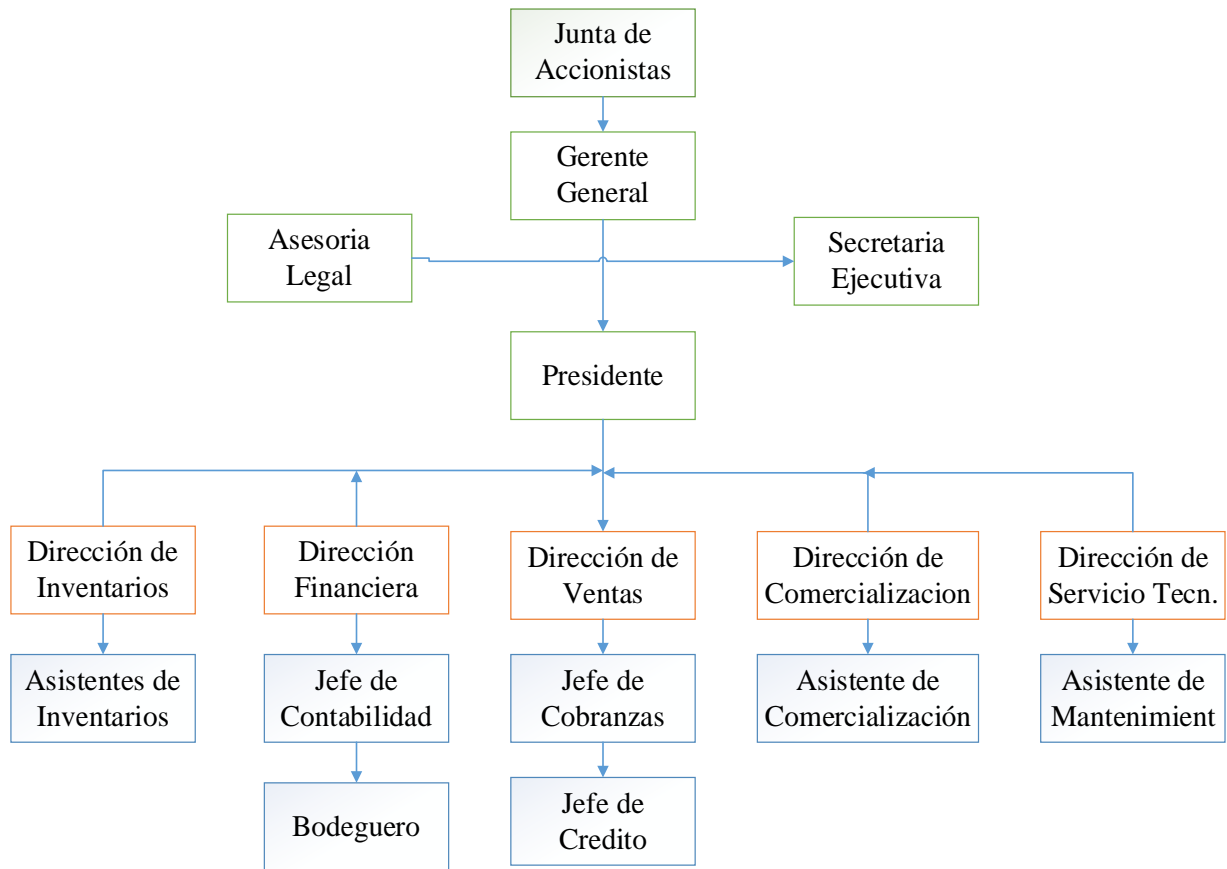 Junta de
Accionistas
Gerente
General
Asesoria
Legal
Secretaria
Ejecutiva
Presidente
Dirección de
Inventarios
Dirección
Financiera
Dirección de
Ventas
Dirección de
Comercializacion
Dirección de
Servicio Tecn.
Asistentes de
Inventarios
Jefe de
Contabilidad
Jefe de
Cobranzas
Asistente de
Comercialización
Asistente de
Mantenimient
Bodeguero
Jefe de
Credito